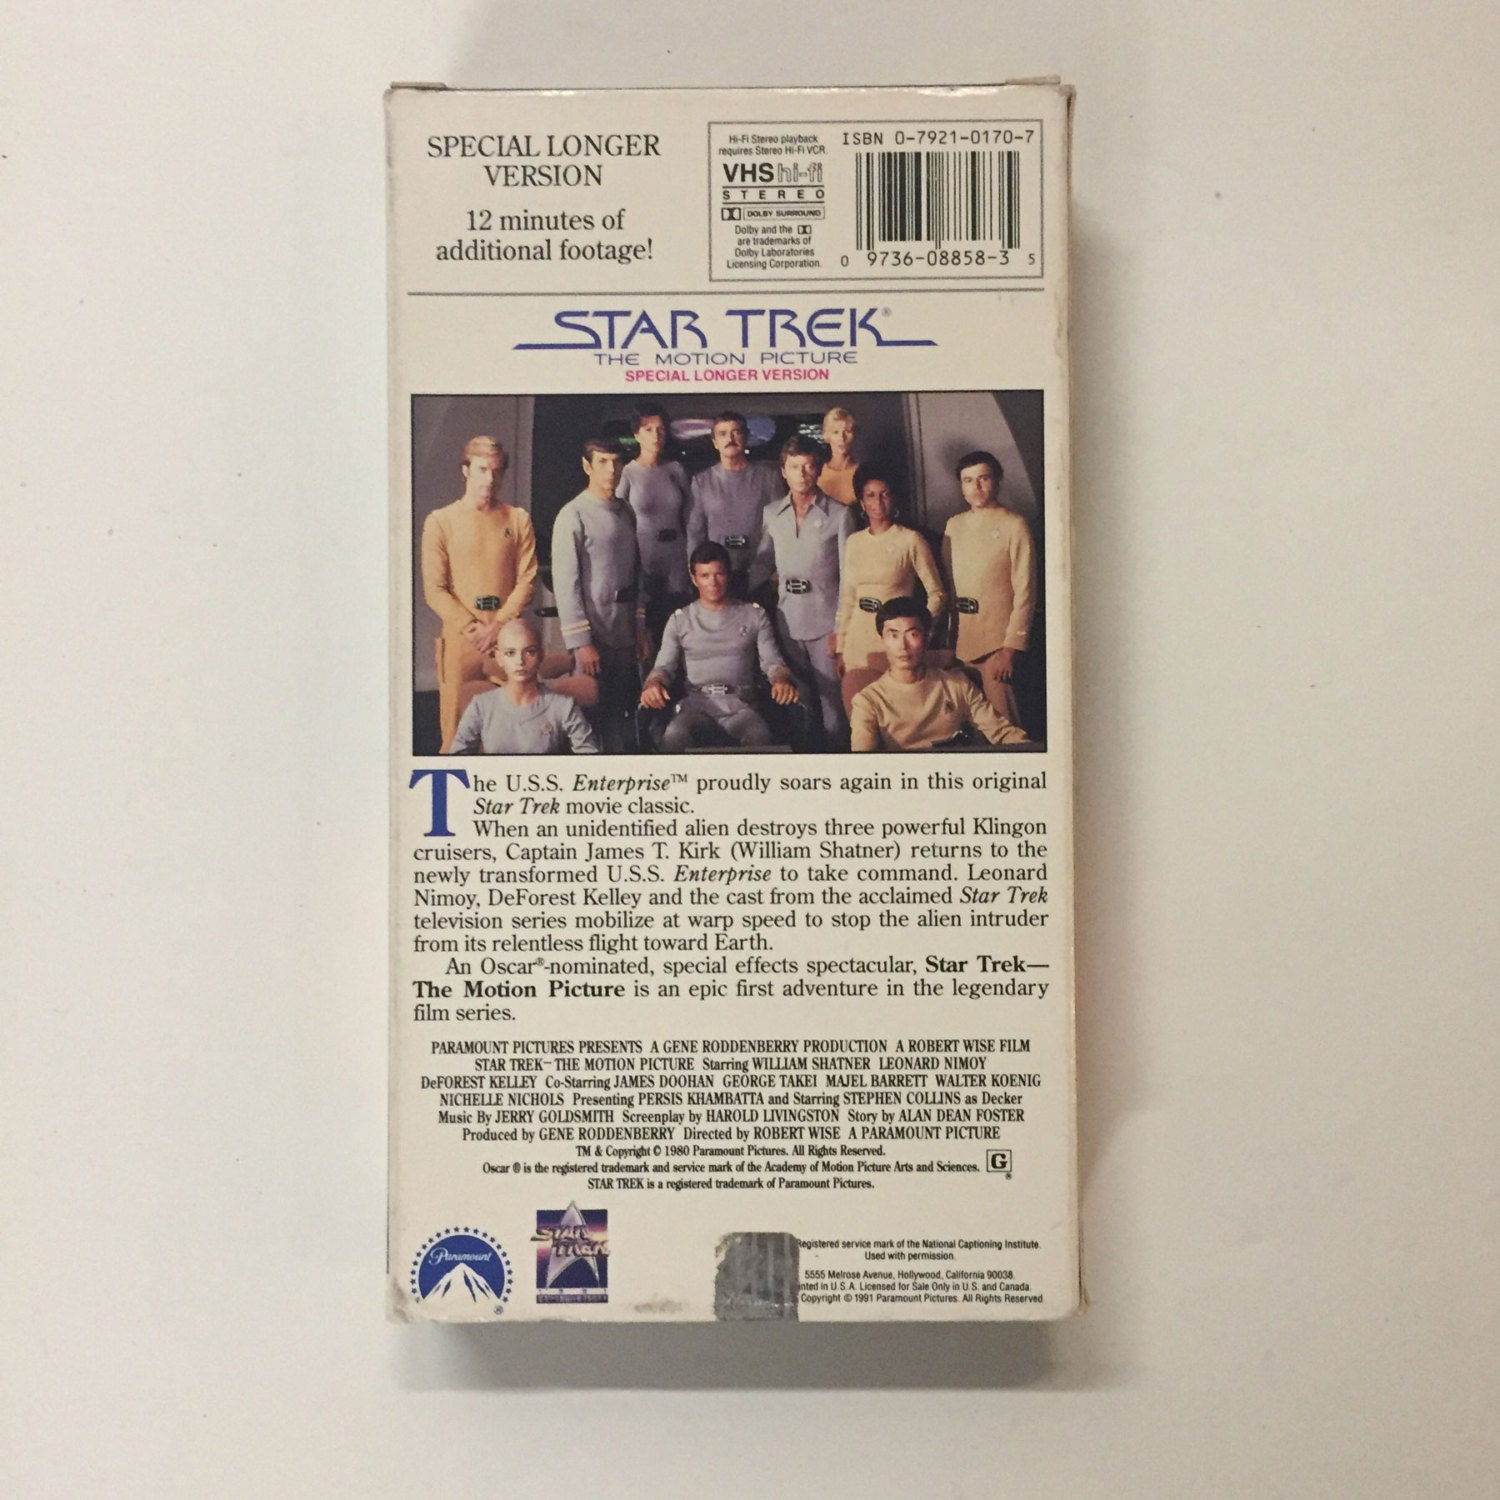 SPECIAL LONGER
VERSION
12 minutes of
additional footage!
Hi-Fi Stereo playback
requires Stereo Hi-Fi VCR.
VHS hi-fi
STEREO
DOLBY SURROUND
Dolby and the
are trademarks of
Dolby Laboratories
Licensing Corporation.
ISBN 0-7921-0170-7
0 9736-08858-3 5
STAR TREK®
THE MOTION PICTURE
SPECIAL LONGER VERSION
The U.S.S. Enterprise™ proudly soars again in this original
Star Trek movie classic.
When an unidentified alien destroys three powerful Klingon
cruisers, Captain James T. Kirk (William Shatner) returns to the
newly transformed U.S.S. Enterprise to take command. Leonard
Nimoy, DeForest Kelley and the cast from the acclaimed Star Trek
television series mobilize at warp speed to stop the alien intruder
from its relentless flight toward Earth.
An Oscar®-nominated, special effects spectacular, Star Trek—
The Motion Picture is an epic first adventure in the legendary
film series.
PARAMOUNT PICTURES PRESENTS A GENE RODDENBERRY PRODUCTION A ROBERT WISE FILM
STAR TREK—THE MOTION PICTURE Starring WILLIAM SHATNER LEONARD NIMOY
DeFOREST KELLEY Co-Starring JAMES DOOHAN GEORGE TAKEI MAJEL BARRETT WALTER KOENIG
NICHELLE NICHOLS Presenting PERSIS KHAMBATTA and Starring STEPHEN COLLINS as Decker
Music By JERRY GOLDSMITH Screenplay by HAROLD LIVINGSTON Story by ALAN DEAN FOSTER
Produced by GENE RODDENBERRY Directed by ROBERT WISE A PARAMOUNT PICTURE
TM & Copyright © 1980 Paramount Pictures. All Rights Reserved.
Oscar ® is the registered trademark and service mark of the Academy of Motion Picture Arts and Sciences.
G®
STAR TREK is a registered trademark of Paramount Pictures.
Paramount®
STAR TREK
Registered service mark of the National Captioning Institute.
Used with permission.
5555 Melrose Avenue, Hollywood, California 90038.
inted in U.S.A. Licensed for Sale Only in U.S. and Canada.
Copyright © 1991 Paramount Pictures. All Rights Reserved.